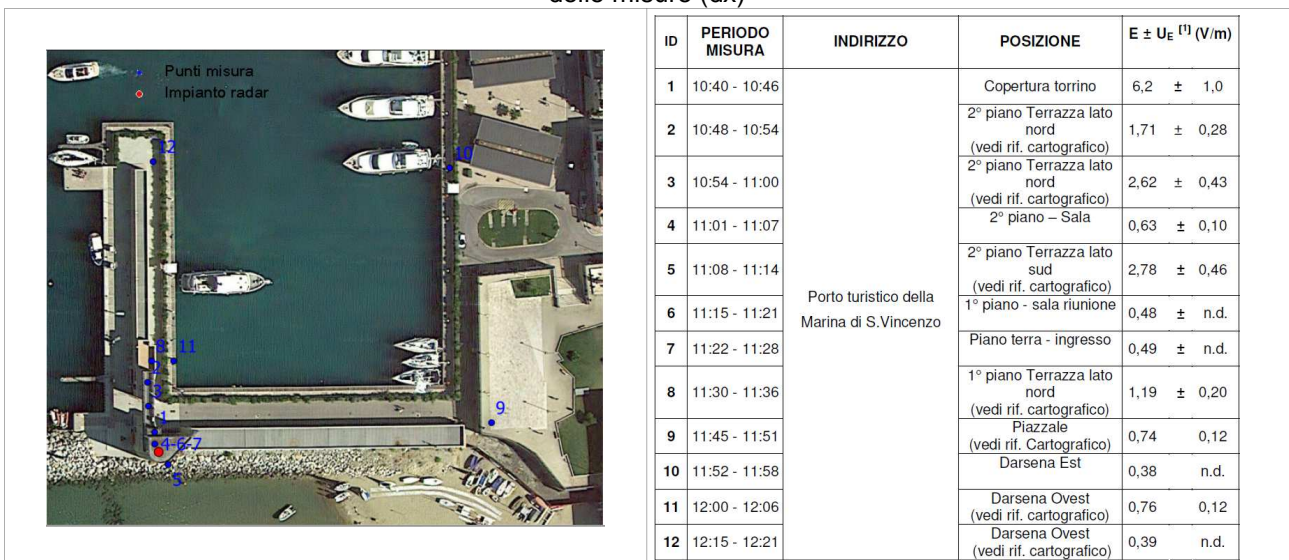 delle misure (dx)
Punti misura
Impianto radar
12
10
8 11
2
3
1
9
4-6-7
5
ID PERIODO MISURA INDIRIZZO POSIZIONE E ± UE [1] (V/m)
Porto turistico della
Marina di S.Vincenzo
1 10:40 - 10:46 Copertura torrino 6,2 ± 1,0
2° piano Terrazza lato
2 10:48 - 10:54 nord 1,71 ± 0,28
(vedi rif. cartografico)
2° piano Terrazza lato
3 10:54 - 11:00 nord 2,62 ± 0,43
(vedi rif. cartografico)
4 11:01 - 11:07 2° piano – Sala 0,63 ± 0,10
2° piano Terrazza lato
5 11:08 - 11:14 sud 2,78 ± 0,46
(vedi rif. cartografico)
6 11:15 - 11:21 1° piano - sala riunione 0,48 ± n.d.
7 11:22 - 11:28 Piano terra - ingresso 0,49 ± n.d.
1° piano Terrazza lato
8 11:30 - 11:36 nord 1,19 ± 0,20
(vedi rif. cartografico)
9 11:45 - 11:51 Piazzale 0,74 0,12
(vedi rif. Cartografico)
10 11:52 - 11:58 Darsena Est 0,38 n.d.
11 12:00 - 12:06 Darsena Ovest 0,76 0,12
(vedi rif. cartografico)
12 12:15 - 12:21 Darsena Ovest 0,39 n.d.
(vedi rif. cartografico)